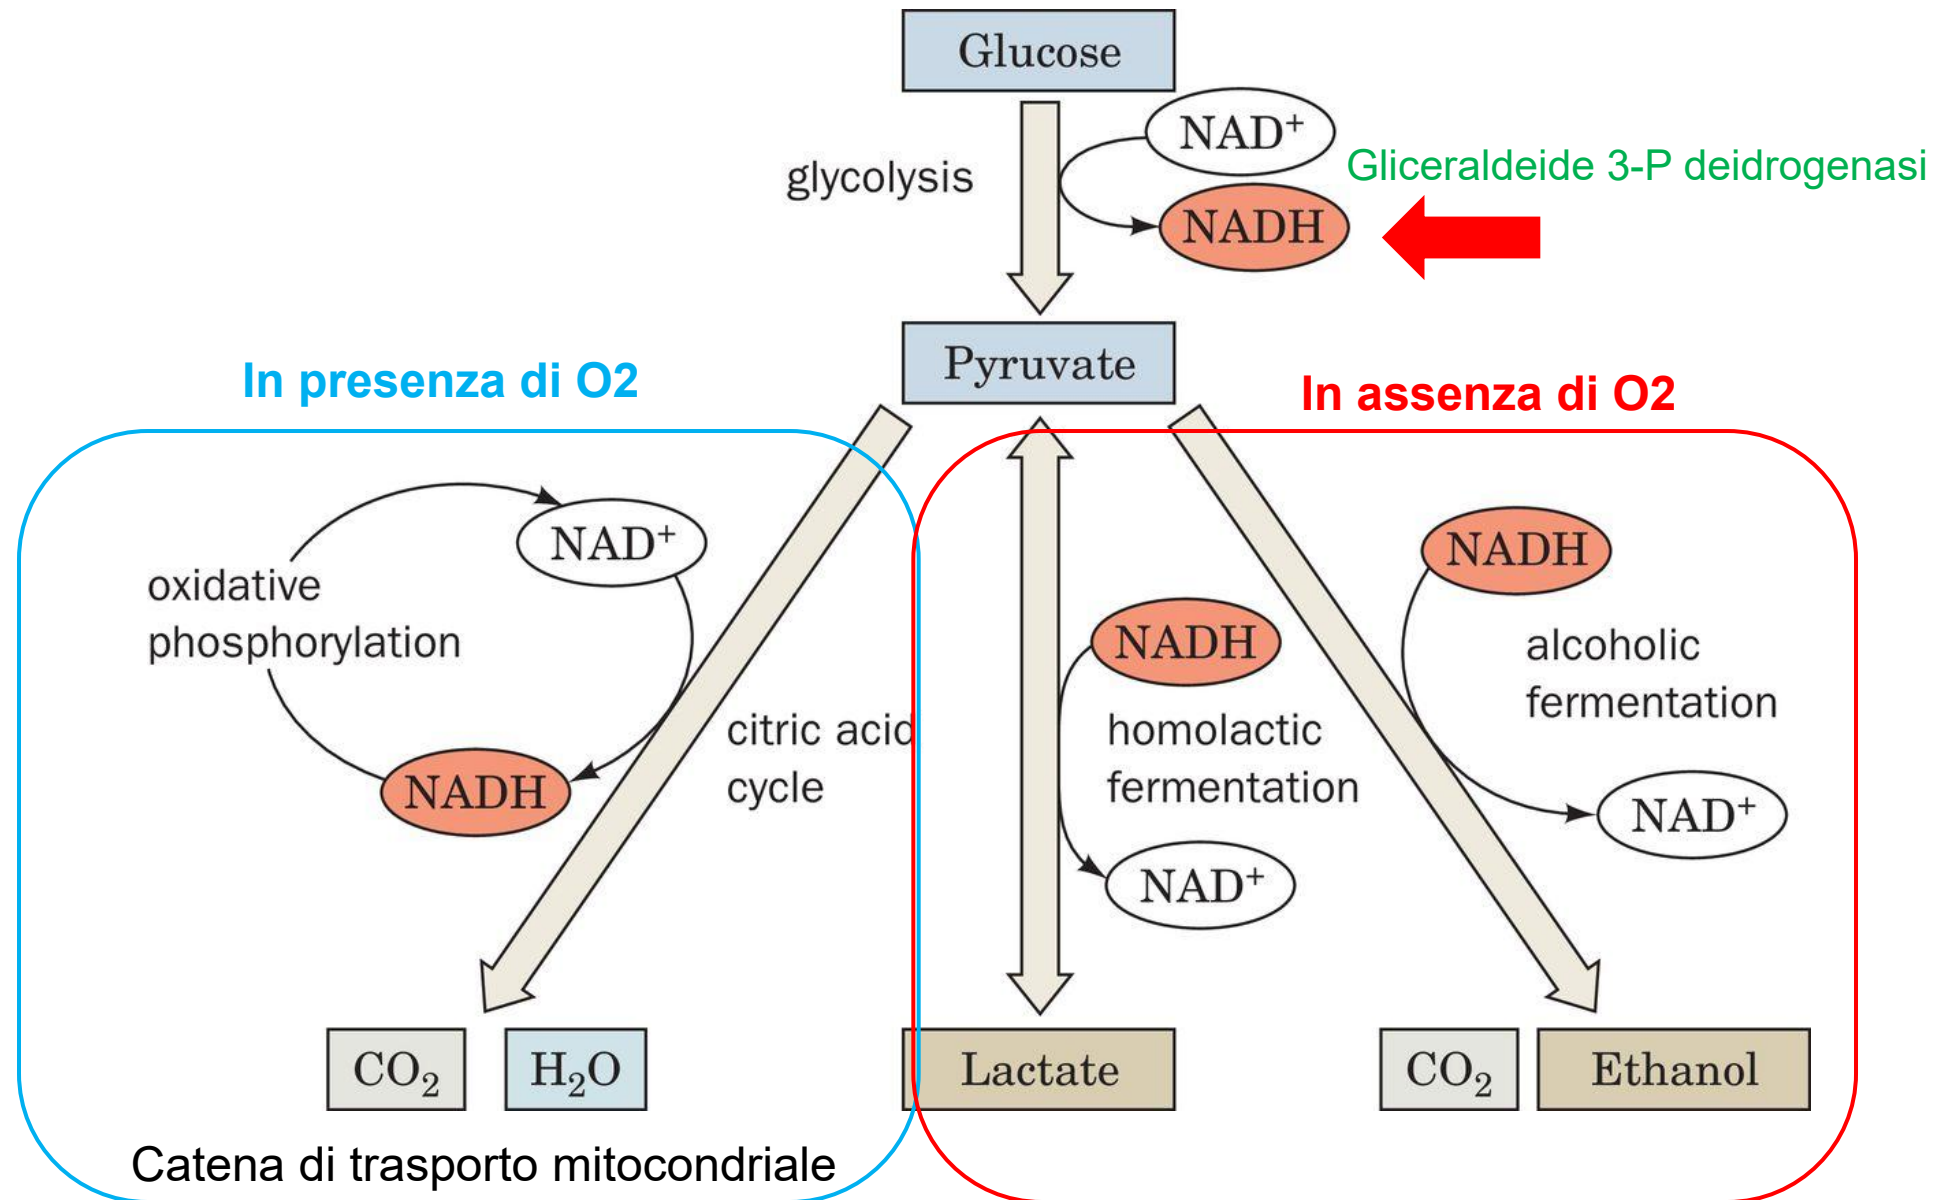 Glucose
NAD⁺
glycolysis
Gliceraldeide 3-P deidrogenasi
NADH
Pyruvate
In presenza di O2
In assenza di O2
NAD⁺
oxidative
phosphorylation
NADH
citric acid
cycle
NADH
homolactic
fermentation
NAD⁺
NADH
alcoholic
fermentation
NAD⁺
CO₂
H₂O
Lactate
CO₂
Ethanol
Catena di trasporto mitocondriale